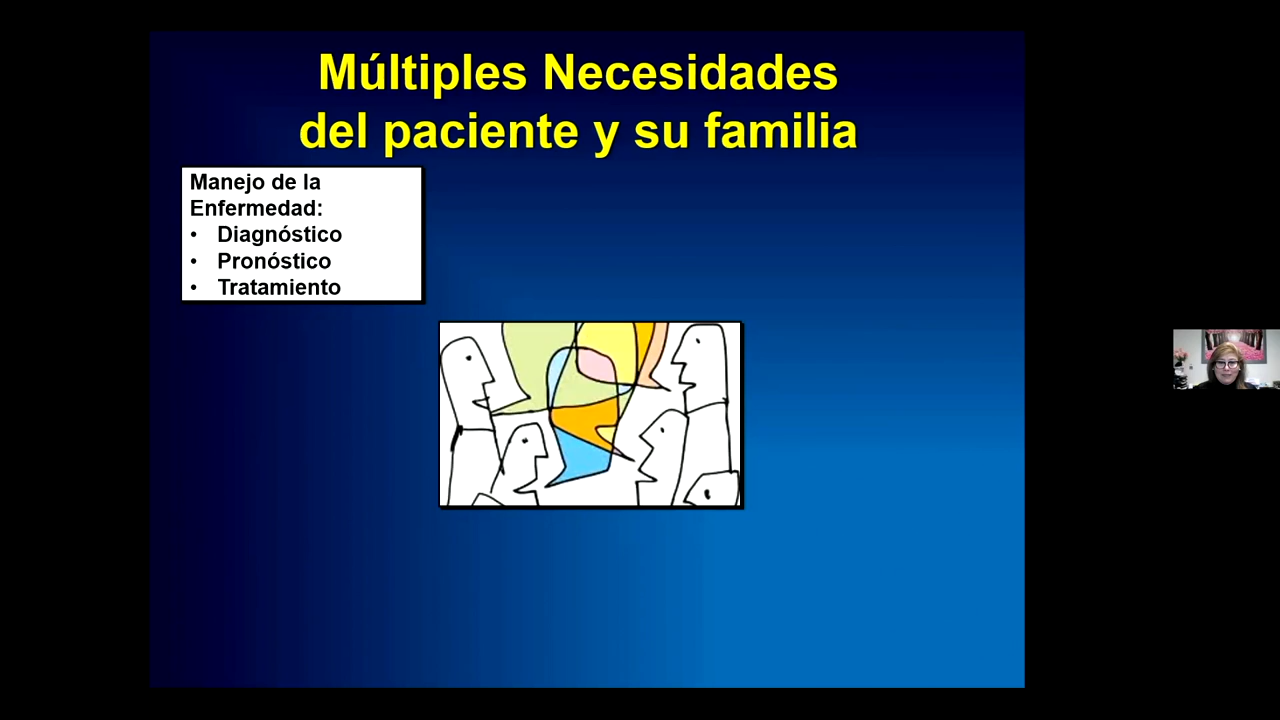 Múltiples Necesidades
del paciente y su familia
Manejo de la
Enfermedad:
• Diagnóstico
• Pronóstico
• Tratamiento